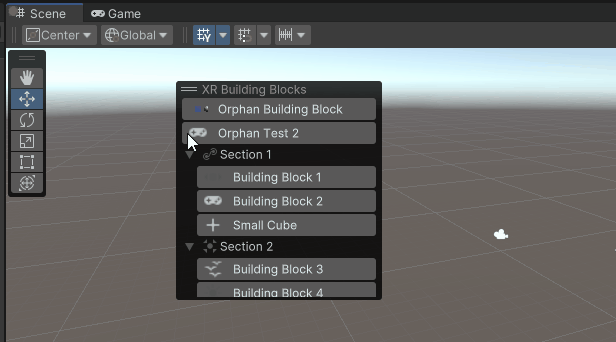 Scene Game
Center Global
XR Building Blocks
Orphan Building Block
Orphan Test 2
Section 1
Building Block 1
Building Block 2
Small Cube
Section 2
Building Block 3
Building Block 4